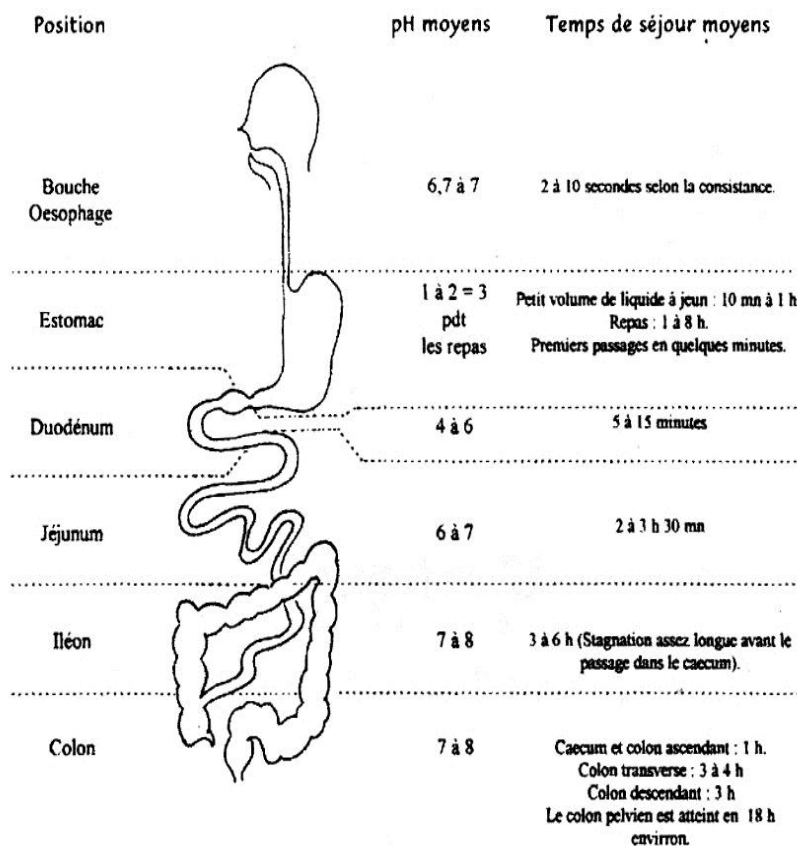 Position pH moyens Temps de séjour moyens
Bouche
Oesophage
6,7 à 7
2 à 10 secondes selon la consistance.
Estomac
1 à 2 = 3
pdt
les repas
Petit volume de liquide à jeun : 10 mn à 1 h
Repas : 1 à 8 h.
Premiers passages en quelques minutes.
Duodénum
4 à 6
5 à 15 minutes
Jéjunum
6 à 7
2 à 3 h 30 mn
Iléon
7 à 8
3 à 6 h (Stagnation assez longue avant le
passage dans le caecum).
Colon
7 à 8
Caecum et colon ascendant : 1 h.
Colon transverse : 3 à 4 h
Colon descendant : 3 h
Le colon pelvien est atteint en 18 h
envirron.